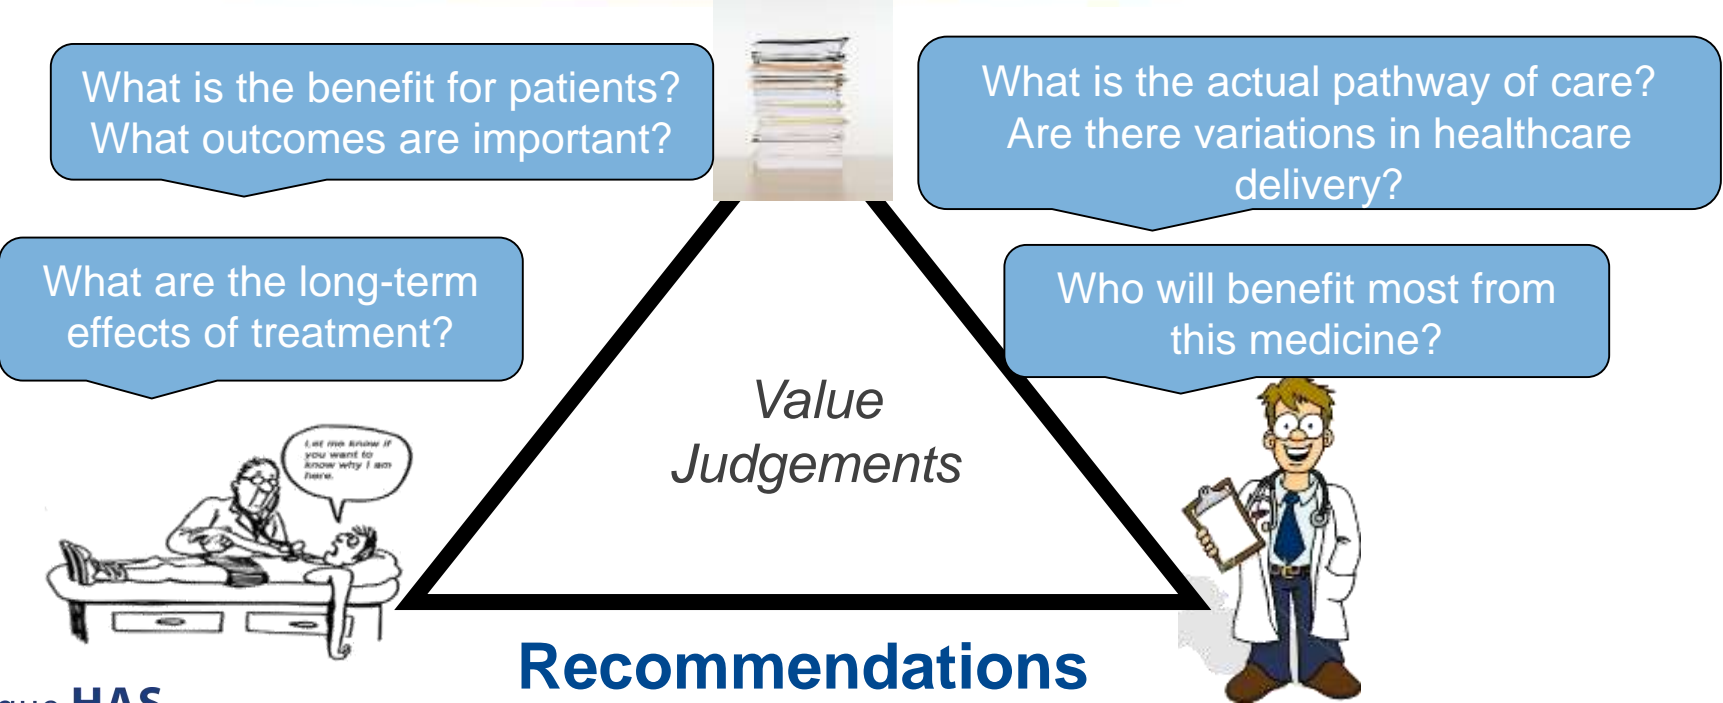 What is the benefit for patients?
What outcomes are important?
What is the actual pathway of care?
Are there variations in healthcare
delivery?
What are the long-term
effects of treatment?
Who will benefit most from
this medicine?
Value
Judgements
Let me know if
you want to
know why I am
here.
Recommendations
HAS